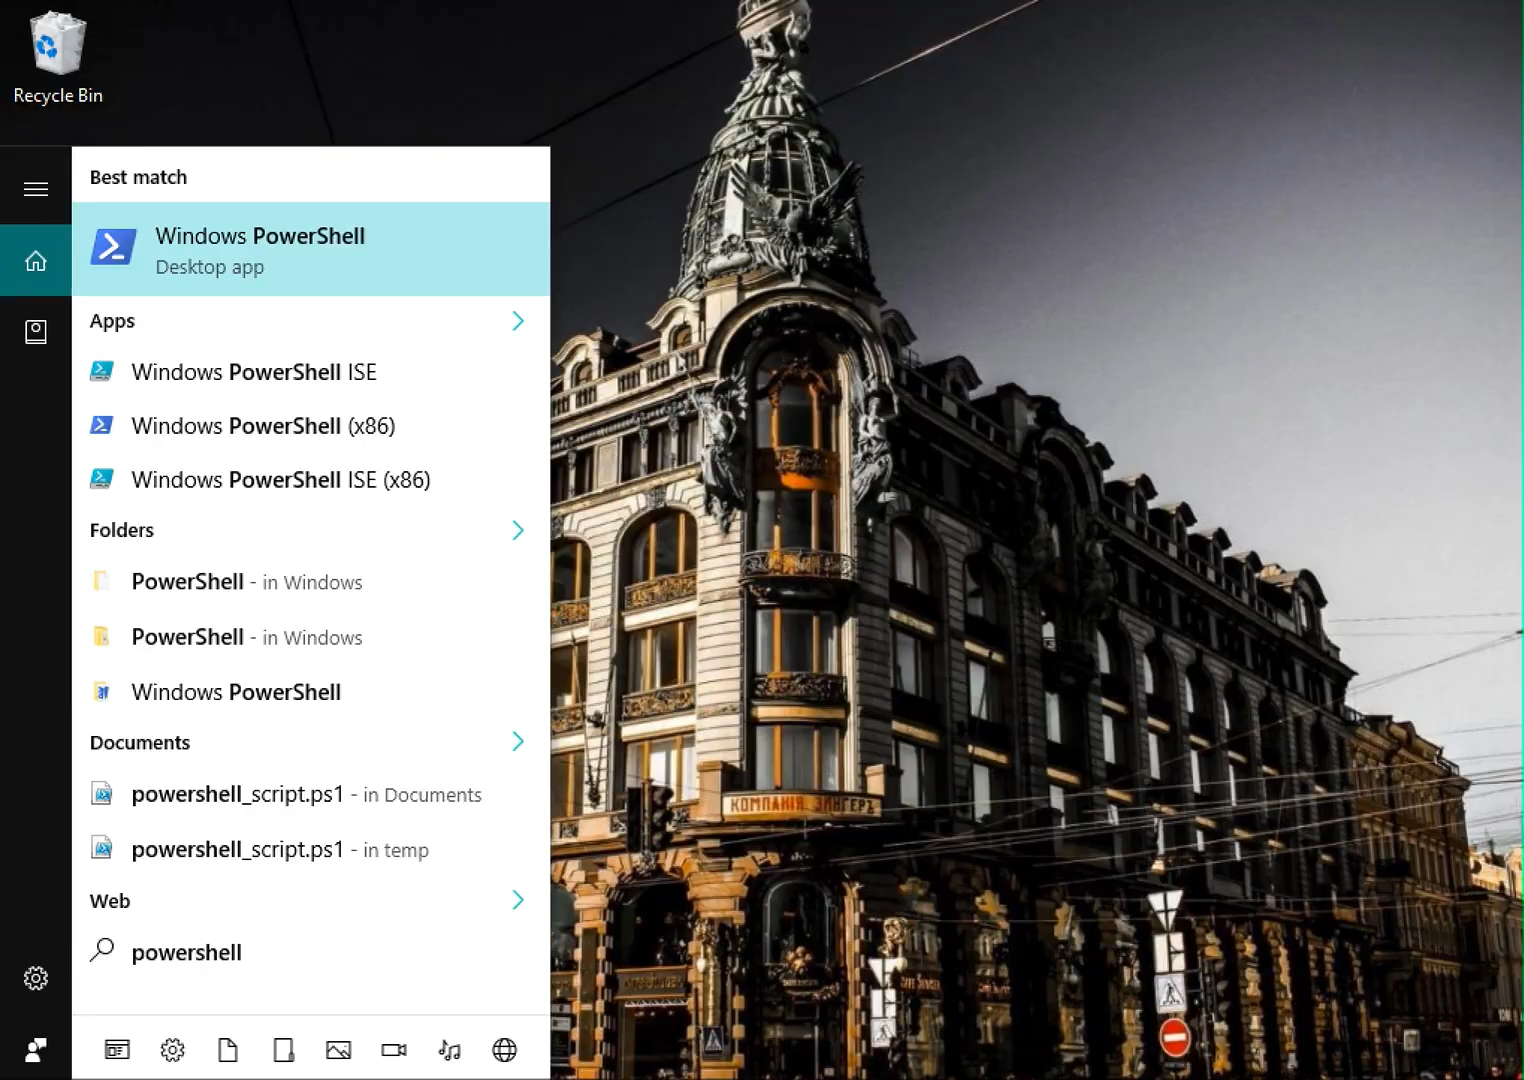 Recycle Bin
Best match
Windows PowerShell
Desktop app
Apps
Windows PowerShell ISE
Windows PowerShell (x86)
Windows PowerShell ISE (x86)
Folders
PowerShell - in Windows
PowerShell - in Windows
Windows PowerShell
Documents
powershell_script.ps1 - in Documents
powershell_script.ps1 - in temp
Web
powershell
КОМПАНІЯ ЗИНГЕРЪ